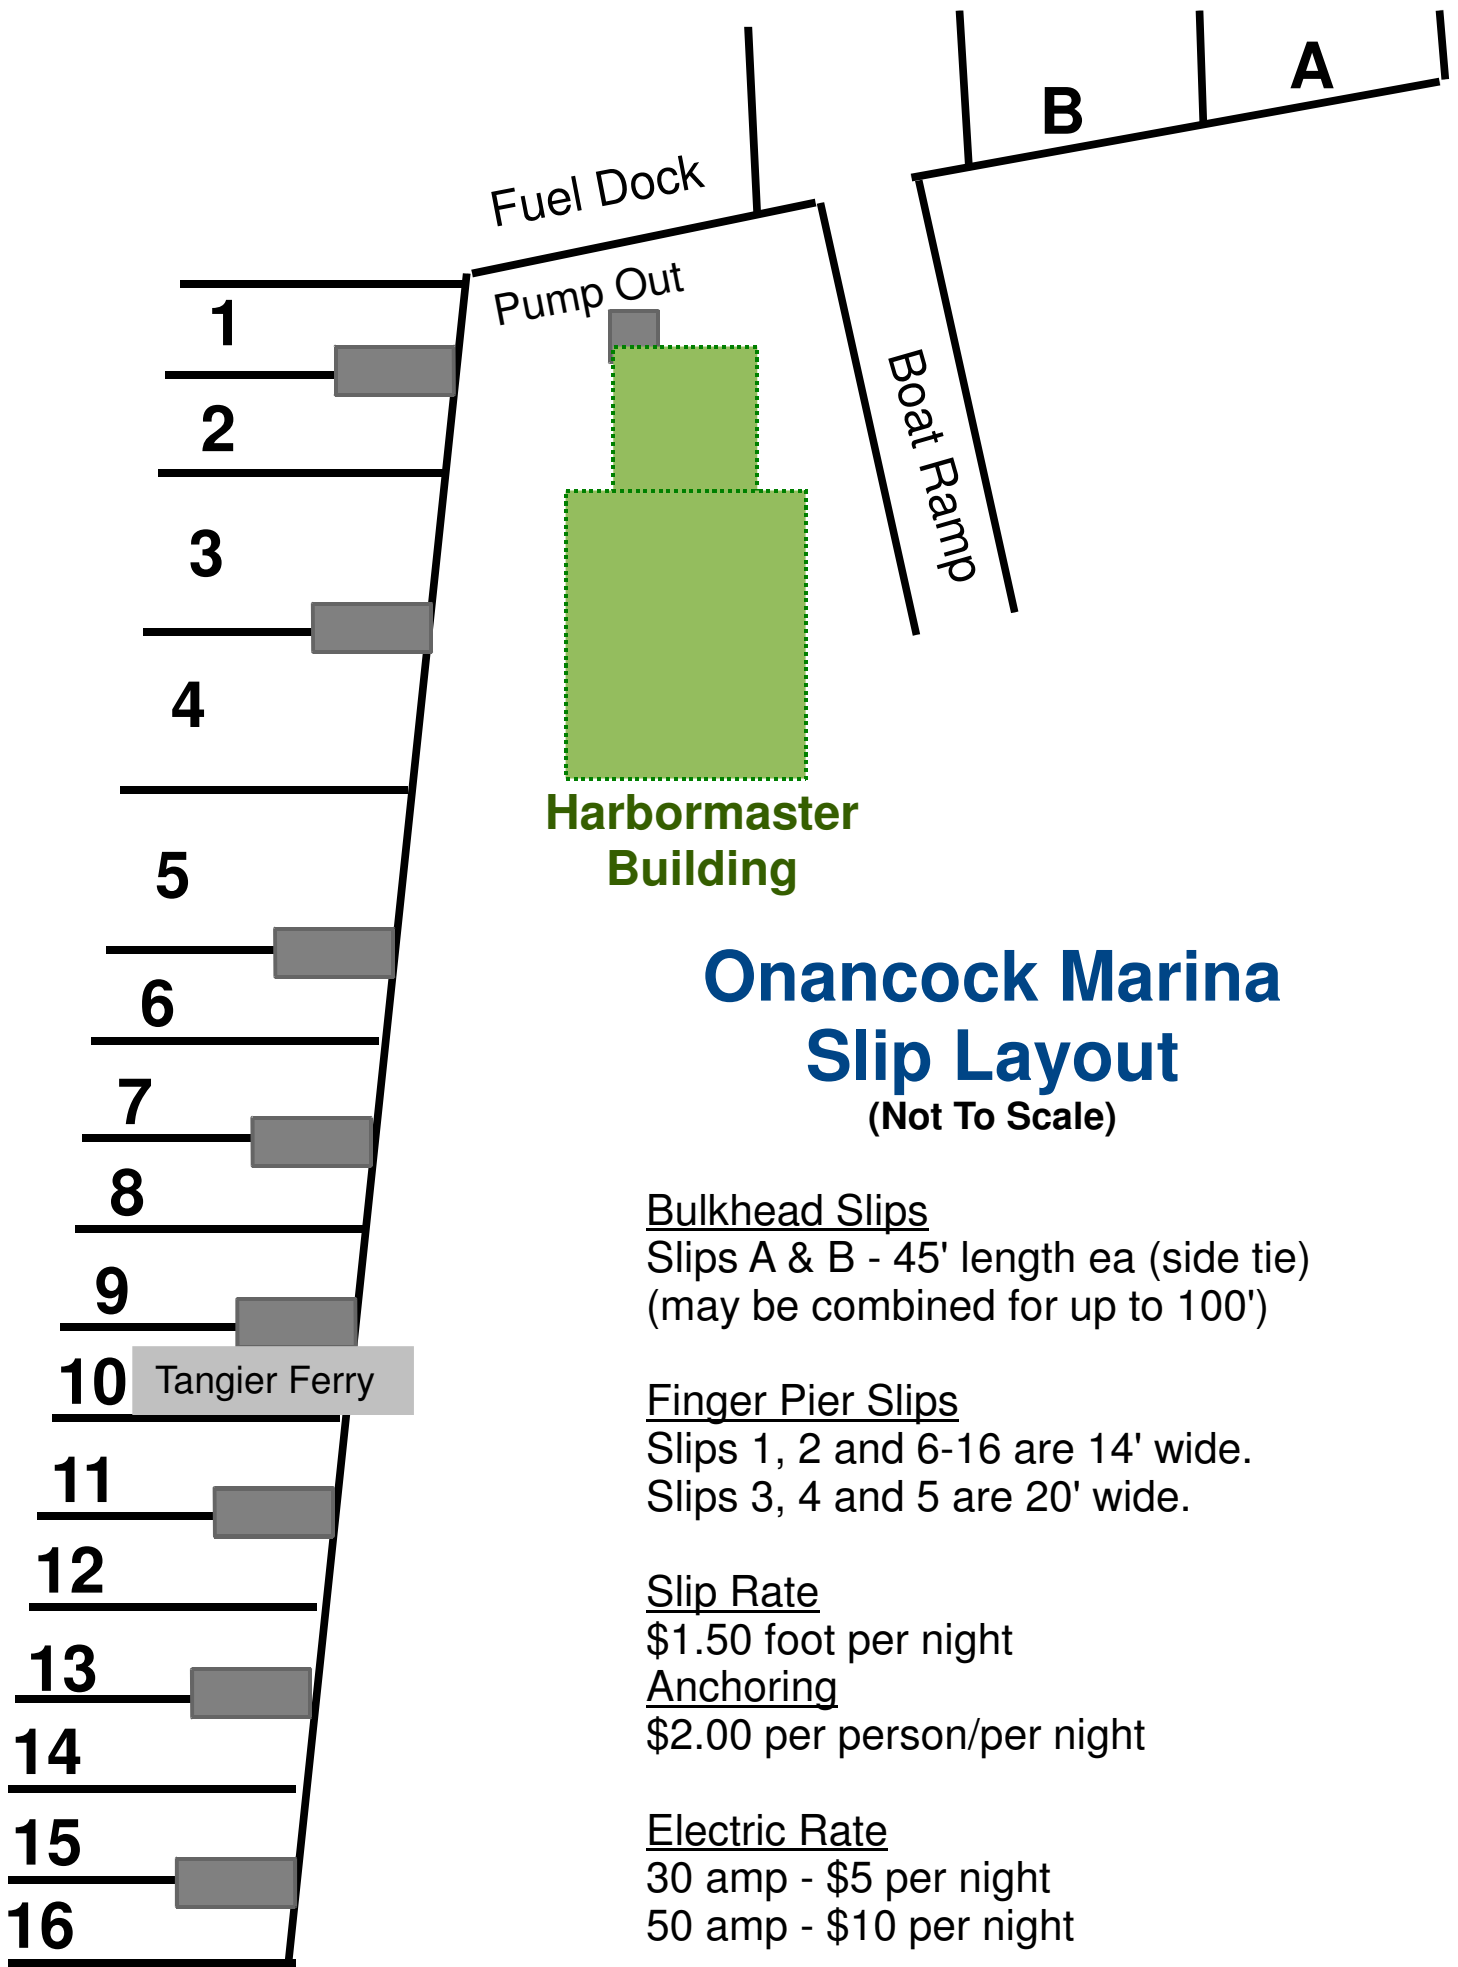 A
B
Fuel Dock
Pump Out
1
2
Boat Ramp
3
4
Harbormaster
Building
5
6
7
8
9
10
Tangier Ferry
11
12
13
14
15
16
Onancock Marina
Slip Layout
(Not To Scale)
Bulkhead Slips
Slips A & B - 45' length ea (side tie)
(may be combined for up to 100')
Finger Pier Slips
Slips 1, 2 and 6-16 are 14' wide.
Slips 3, 4 and 5 are 20' wide.
Slip Rate
$1.50 foot per night
Anchoring
$2.00 per person/per night
Electric Rate
30 amp - $5 per night
50 amp - $10 per night